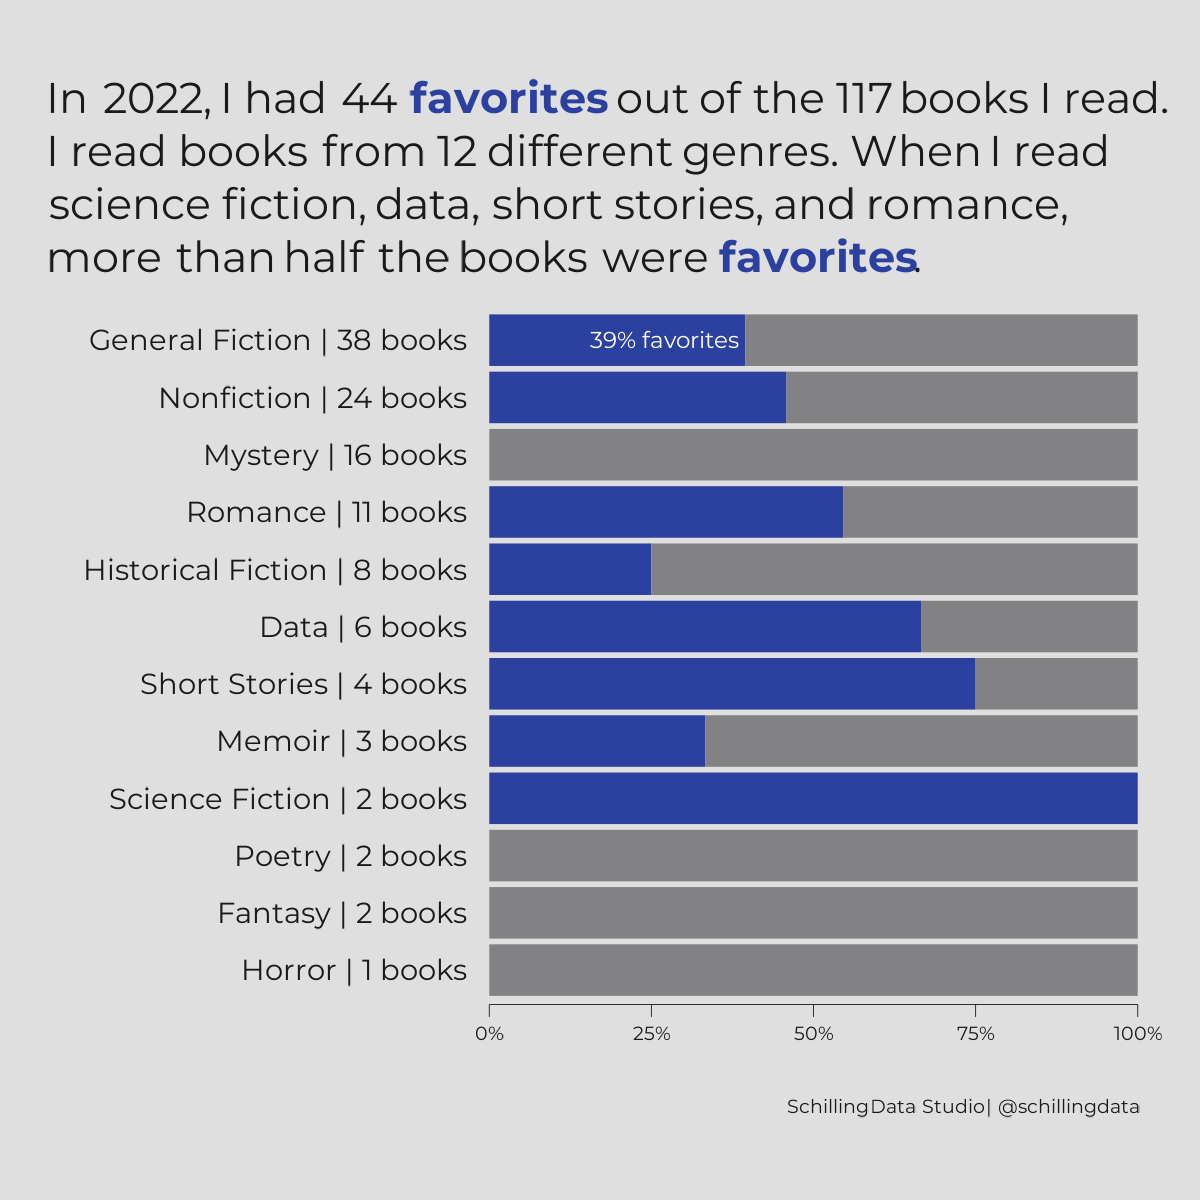 In 2022, I had 44 favorites out of the 117 books I read.
I read books from 12 different genres. When I read
science fiction, data, short stories, and romance,
more than half the books were favorites.
General Fiction | 38 books
39% favorites
Nonfiction | 24 books
Mystery | 16 books
Romance | 11 books
Historical Fiction | 8 books
Data | 6 books
Short Stories | 4 books
Memoir | 3 books
Science Fiction | 2 books
Poetry | 2 books
Fantasy | 2 books
Horror | 1 books
0% 25% 50% 75% 100%
SchillingData Studio| @schillingdata